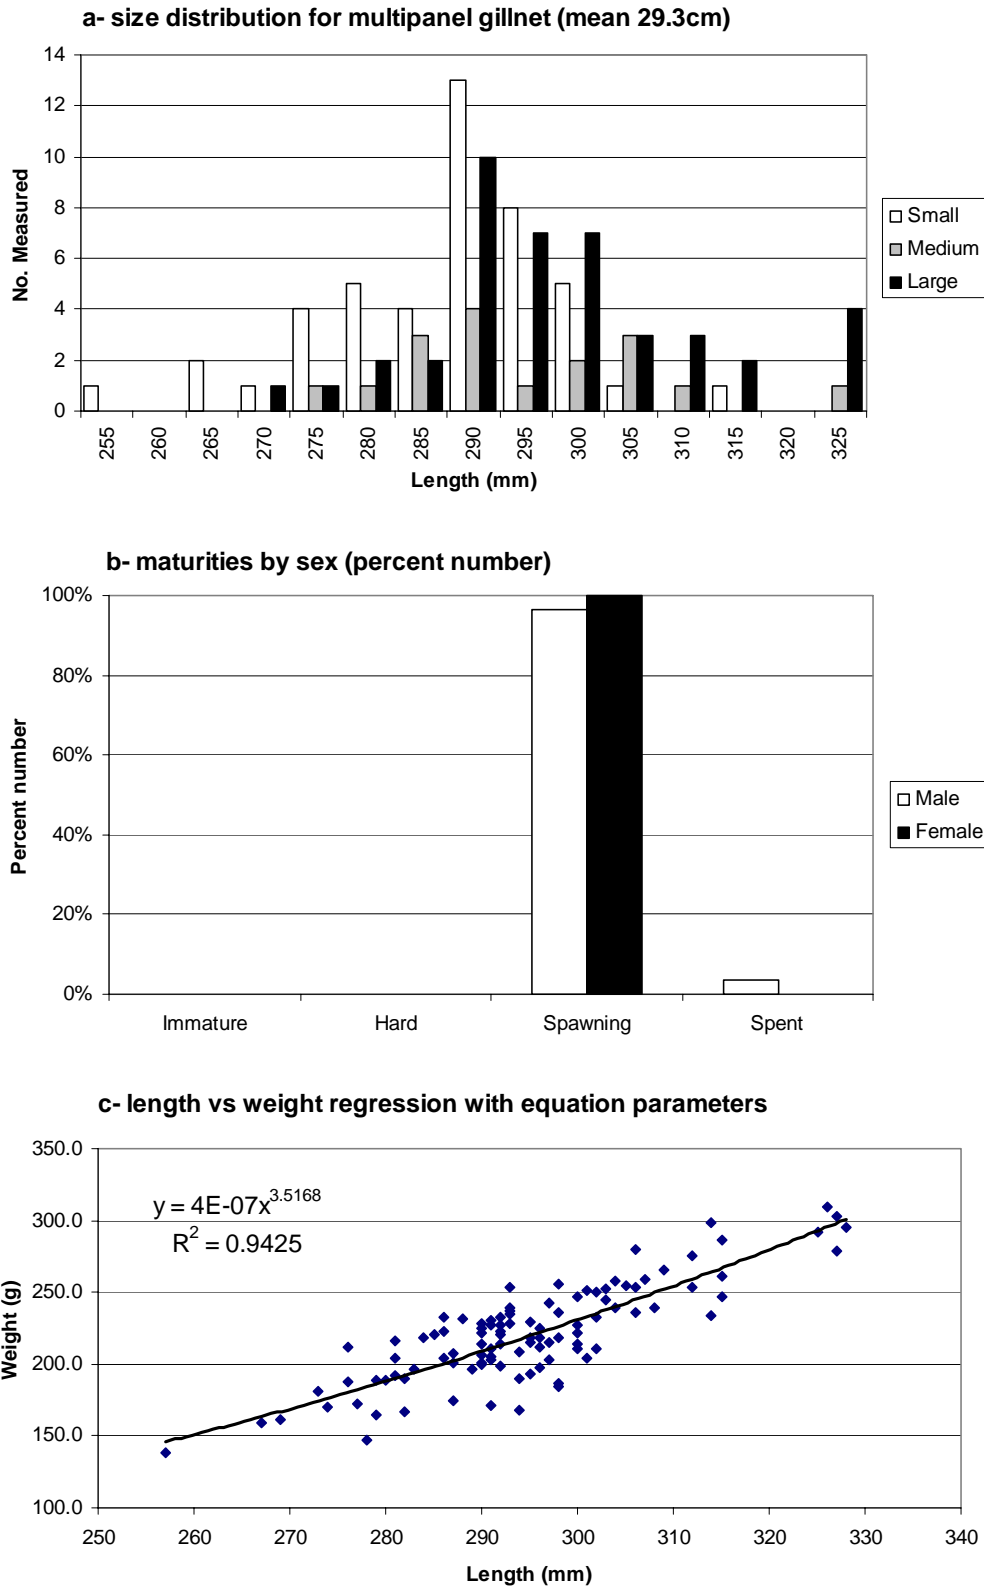 a- size distribution for multipanel gillnet (mean 29.3cm)
14
12
10
8
6
4
2
0
No. Measured
255 260 265 270 275 280 285 290 295 300 305 310 315 320 325
Length (mm)
Small
Medium
Large
b- maturities by sex (percent number)
100%
80%
60%
40%
20%
0%
Percent number
Immature Hard Spawning Spent
Male
Female
c- length vs weight regression with equation parameters
350.0
300.0
250.0
200.0
150.0
100.0
Weight (g)
y = 4E-07x^3.5168
R^2 = 0.9425
250 260 270 280 290 300 310 320 330 340
Length (mm)